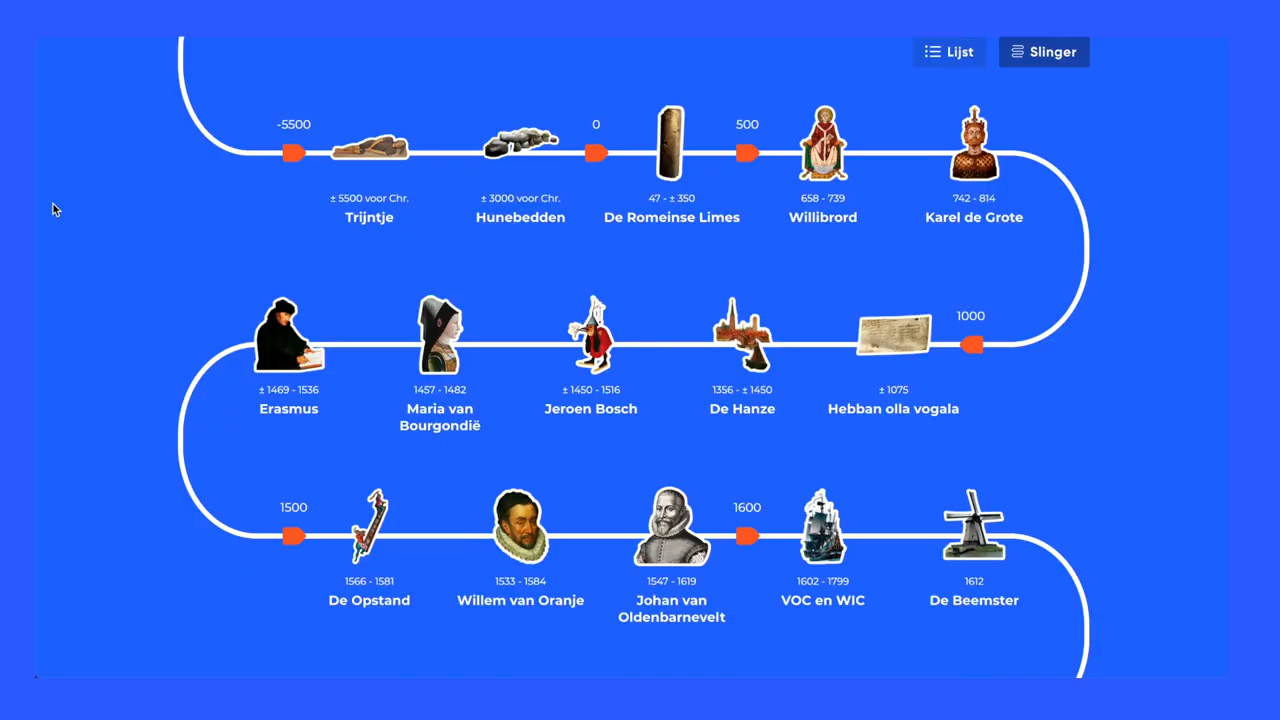 Lijst
Slinger
-5500
0
500
± 5500 voor Chr.
Trijntje
± 3000 voor Chr.
Hunebedden
47 - ± 350
De Romeinse Limes
658 - 739
Willibrord
742 - 814
Karel de Grote
1000
± 1469 - 1536
Erasmus
1457 - 1482
Maria van
Bourgondië
± 1450 - 1516
Jeroen Bosch
1356 - ± 1450
De Hanze
± 1075
Hebban olla vogala
1500
1600
1566 - 1581
De Opstand
1533 - 1584
Willem van Oranje
1547 - 1619
Johan van
Oldenbarnevelt
1602 - 1799
VOC en WIC
1612
De Beemster